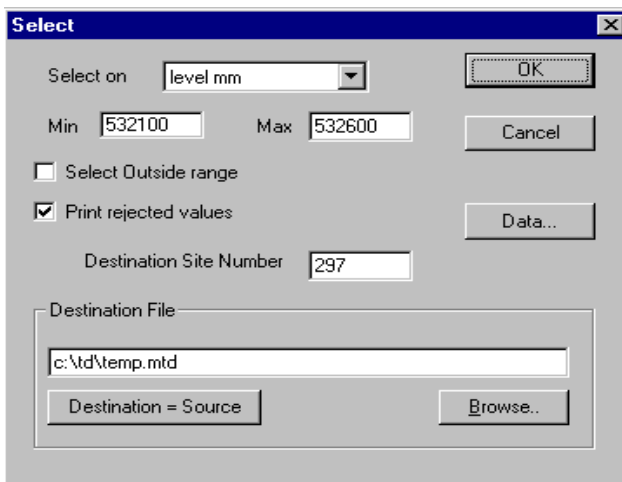 Select
Select on level mm OK
Min 532100 Max 532600 Cancel
Select Outside range
Print rejected values Data...
Destination Site Number 297
Destination File
c:\td\temp.mtd
Destination = Source Browse..